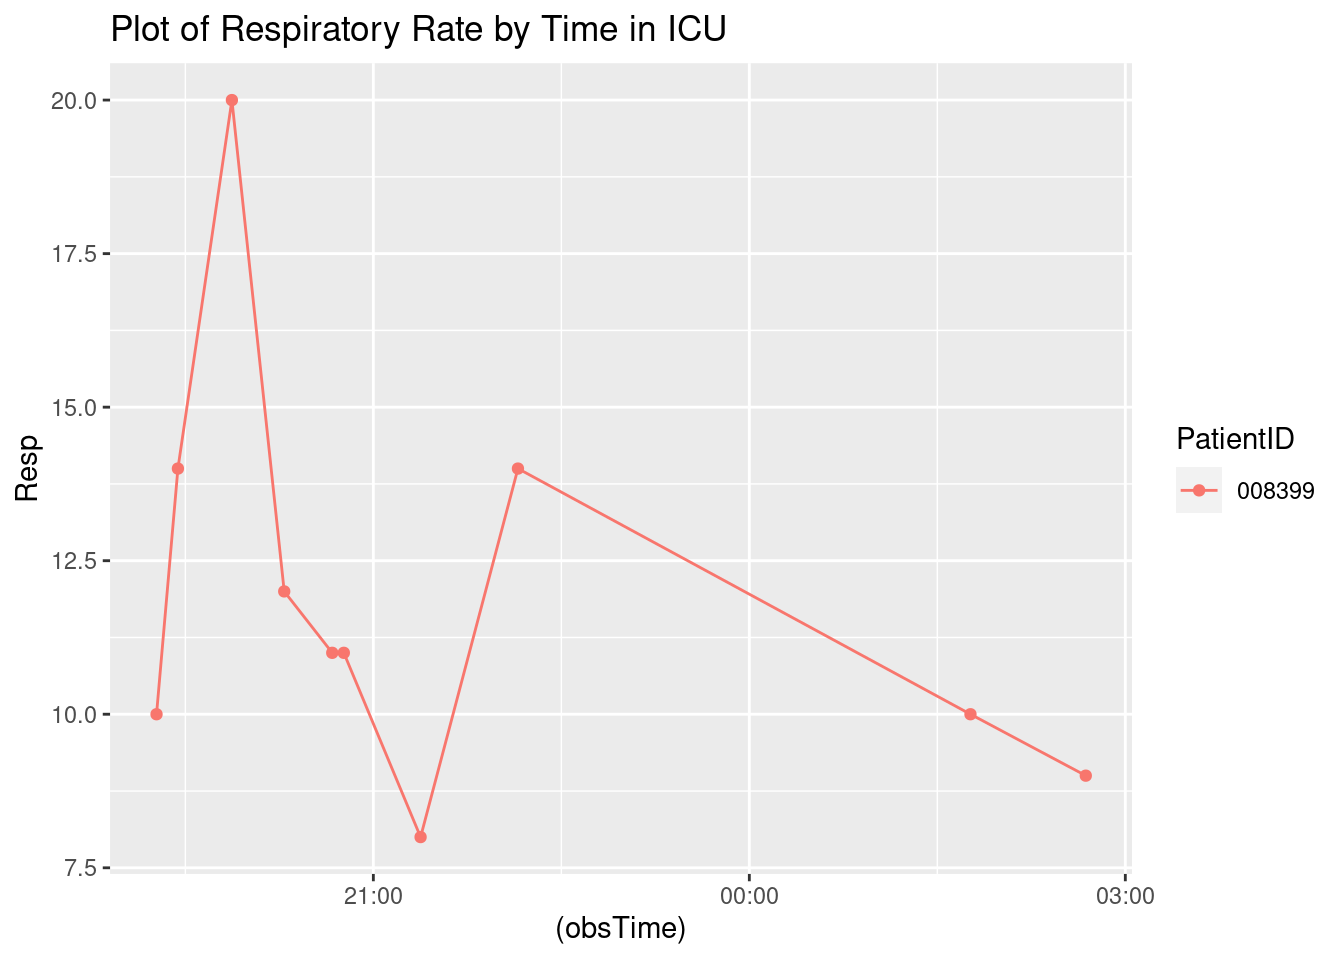 Plot of Respiratory Rate by Time in ICU
20.0
17.5
15.0
12.5
10.0
7.5
Resp
21:00
00:00
03:00
(obsTime)
PatientID
008399